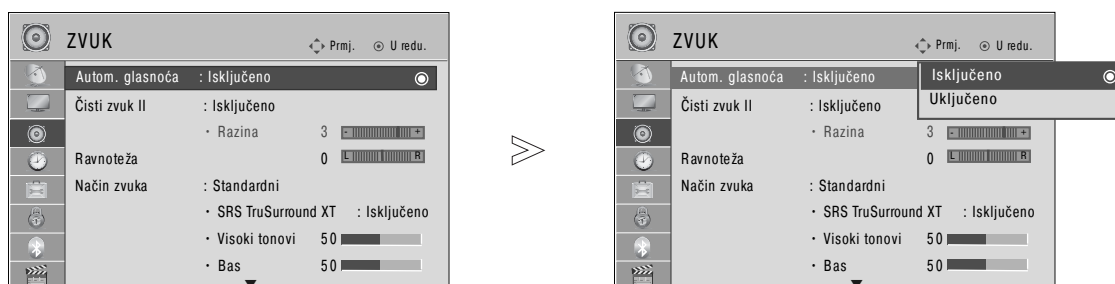 ZVUK
Prmj. U redu.
Autom. glasnoća : Isključeno
Čisti zvuk II : Isključeno
• Razina 3 - +
Ravnoteža 0 L R
Način zvuka : Standardni
• SRS TruSurround XT : Isključeno
• Visoki tonovi 50
• Bas 50
>
ZVUK
Prmj. U redu.
Autom. glasnoća : Isključeno
Isključeno
Uključeno
Čisti zvuk II : Isključeno
• Razina 3 - +
Ravnoteža 0 L R
Način zvuka : Standardni
• SRS TruSurround XT : Isključeno
• Visoki tonovi 50
• Bas 50